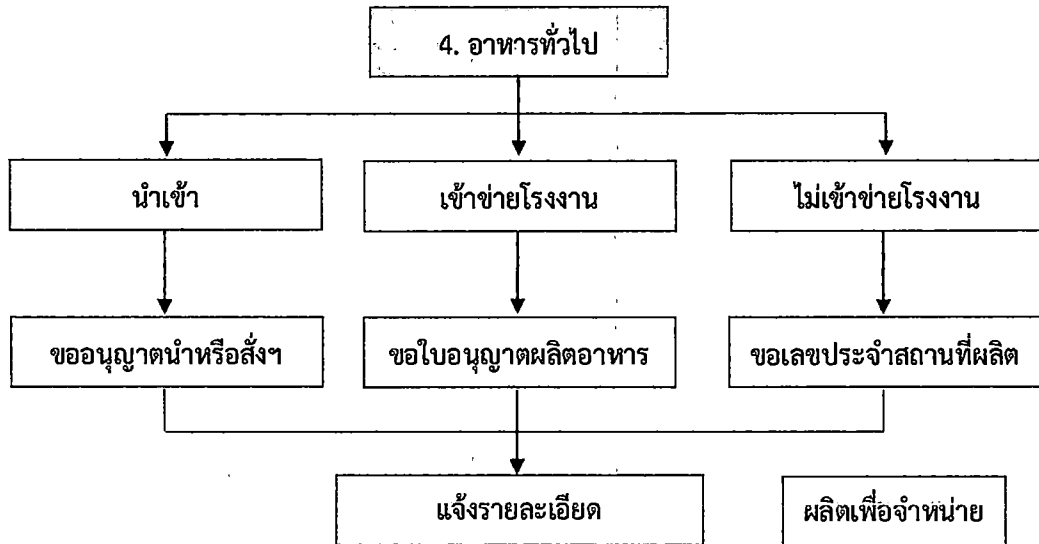 4. อาหารทั่วไป
นำเข้า
เข้าข่ายโรงงาน
ไม่เข้าข่ายโรงงาน
ขออนุญาตนำหรือสั่งฯ
ขอใบอนุญาตผลิตอาหาร
ขอเลขประจำสถานที่ผลิต
แจ้งรายละเอียด
ผลิตเพื่อจำหน่าย